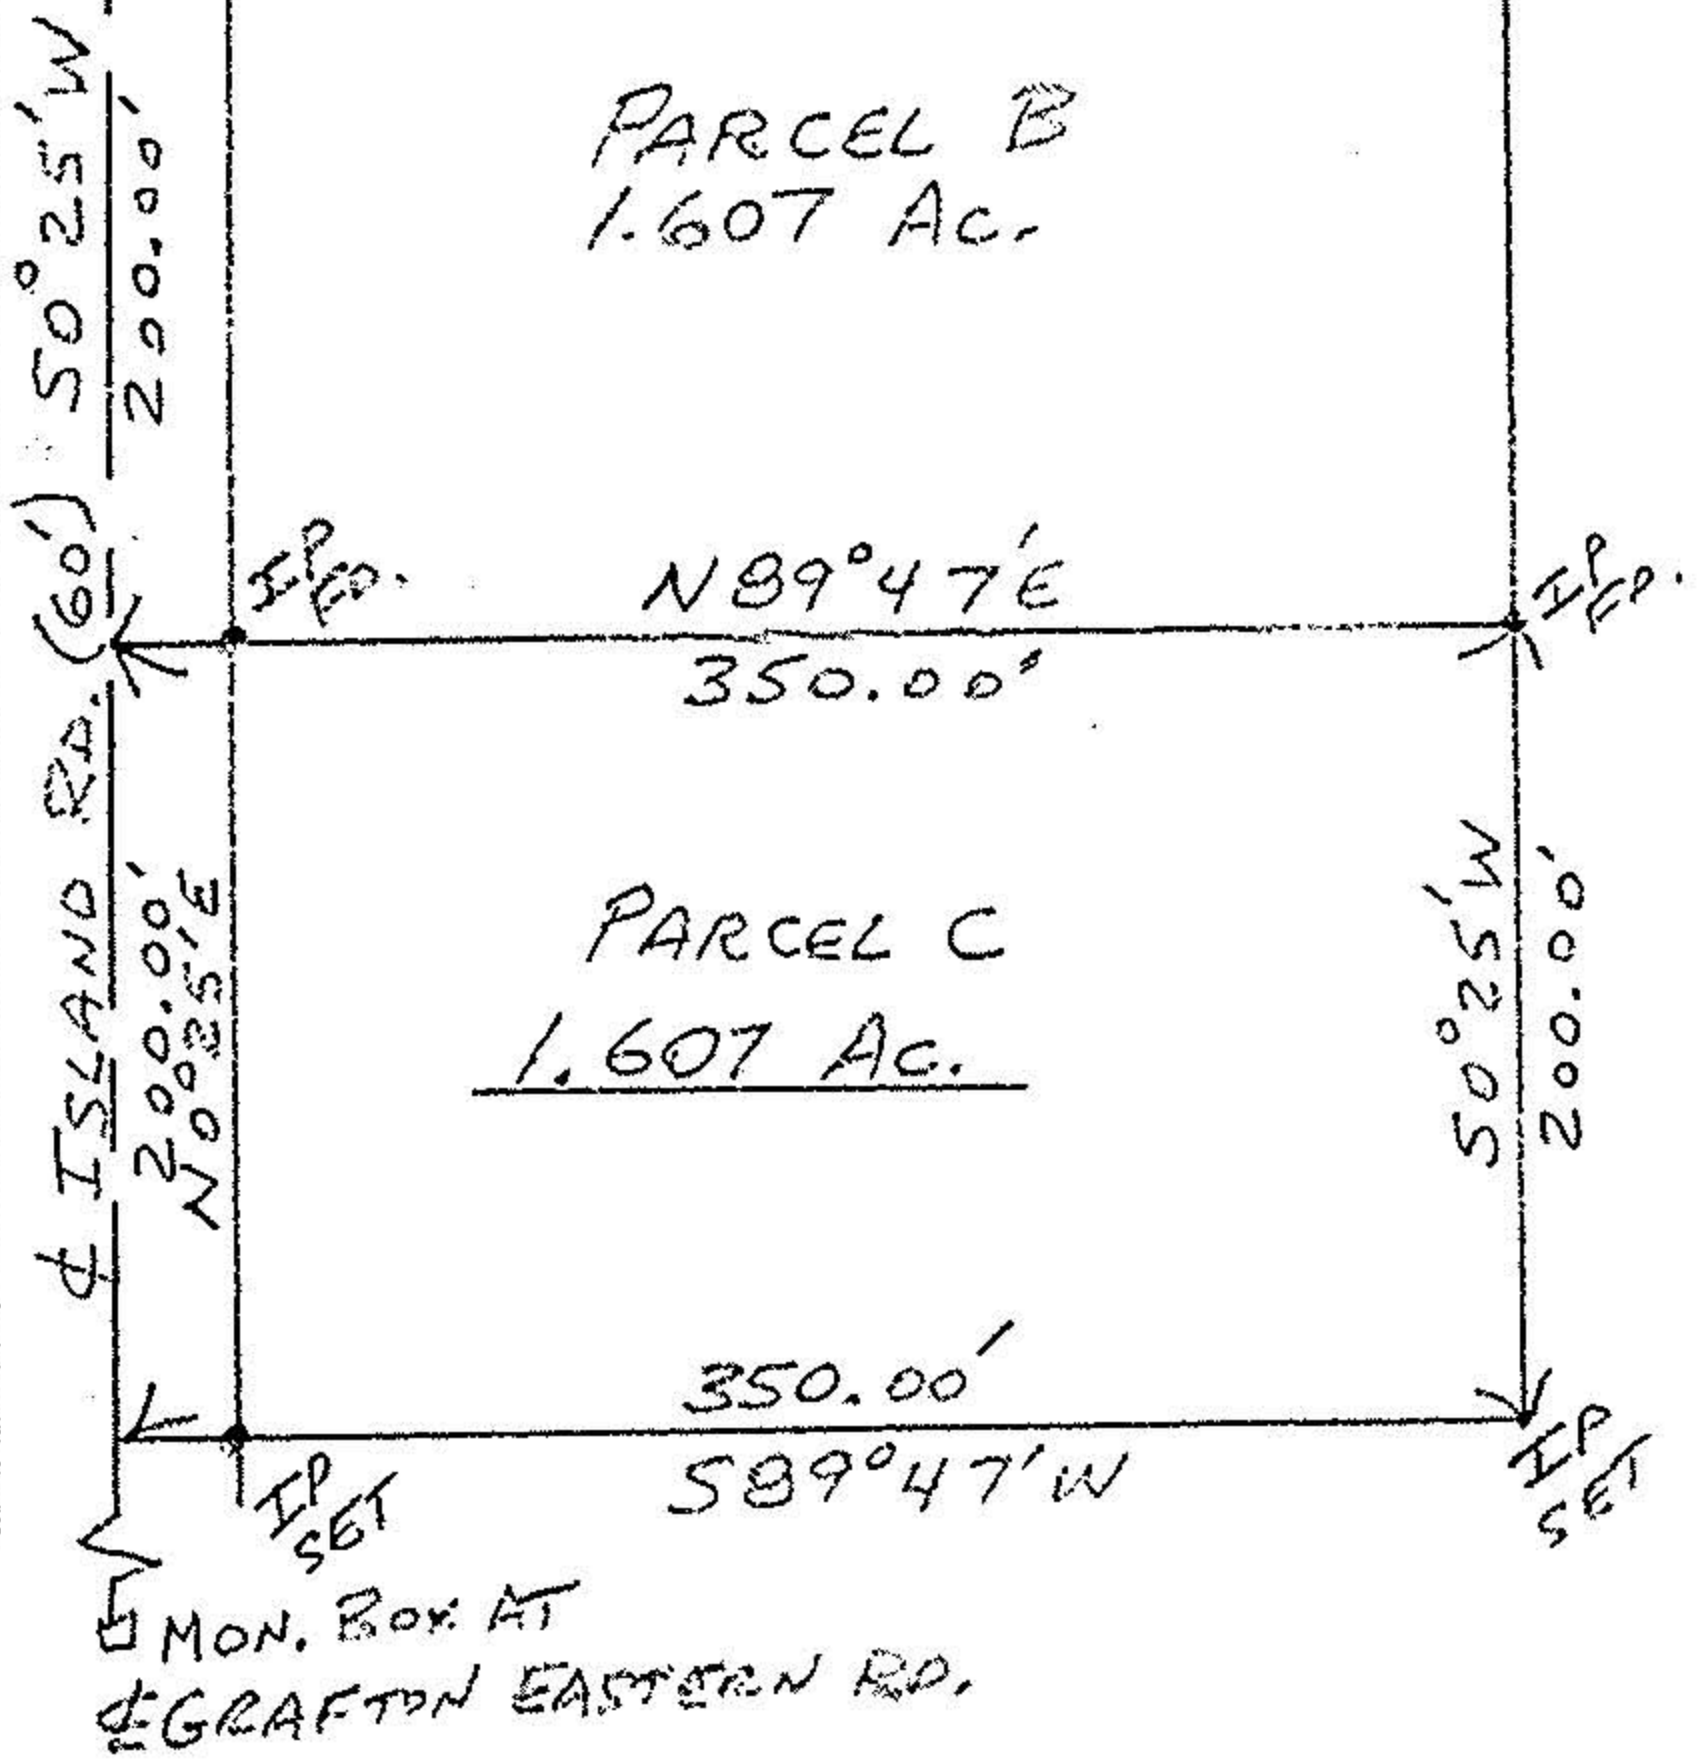 S0°25'W
200.00'
PARCEL B
1.607 Ac.
(60')
IP
FD.
N89°47'E
350.00'
IP
FD.
℄ ISLAND RD.
200.00'
N0°25'E
PARCEL C
1.607 Ac.
S0°25'W
200.00'
350.00'
S89°47'W
IP
SET
IP
SET
MON. BOX AT
℄ GRAFTON EASTERN RD.